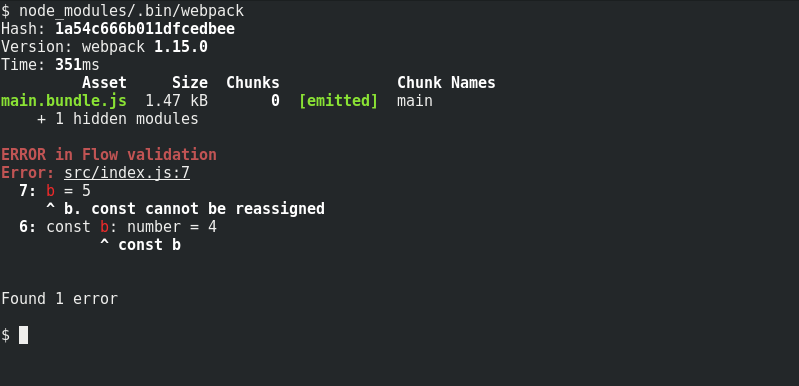 $ node_modules/.bin/webpack
Hash: 1a54c666b011dfcedbee
Version: webpack 1.15.0
Time: 351ms
         Asset     Size  Chunks             Chunk Names
main.bundle.js  1.47 kB       0  [emitted]  main
    + 1 hidden modules

ERROR in Flow validation
Error: src/index.js:7
  7: b = 5
     ^ b. const cannot be reassigned
  6: const b: number = 4
           ^ const b


Found 1 error

$